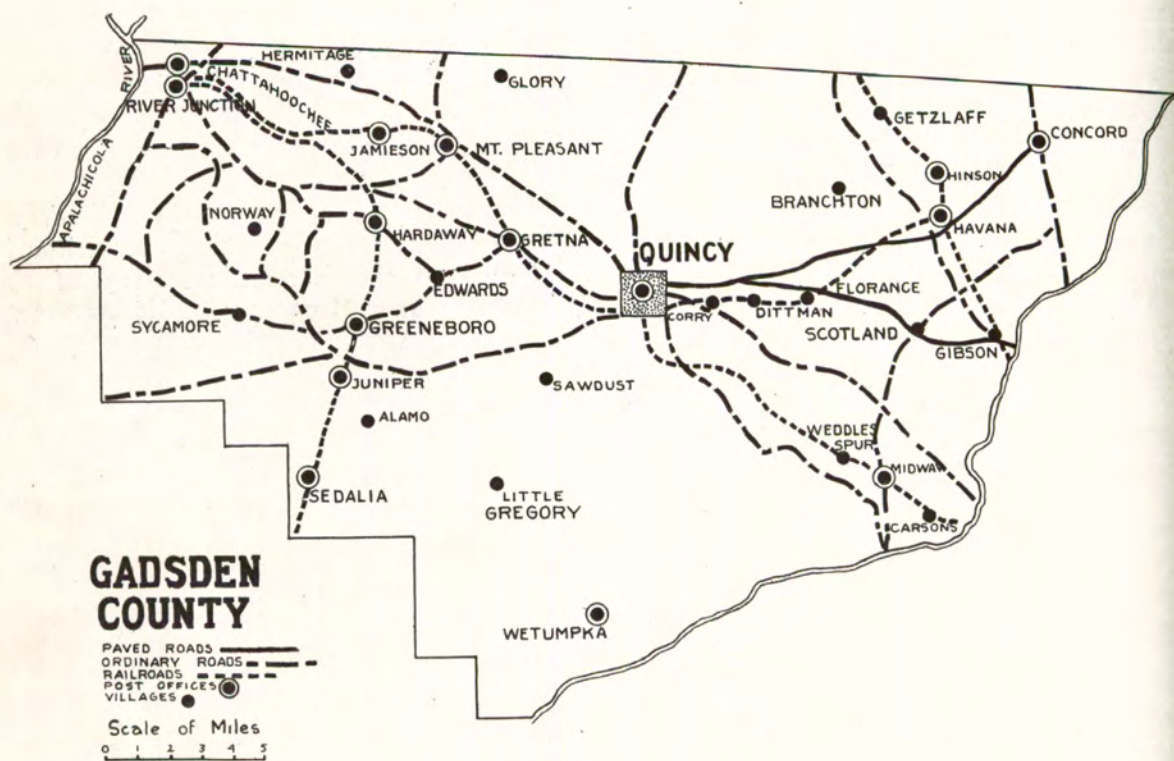 HERMITAGE
GLORY
RIVER
CHATTAHOOCHEE
RIVER JUNCTION
APALACHICOLA
JAMIESON
MT. PLEASANT
GETZLAFF
CONCORD
HINSON
BRANCHTON
HAVANA
NORWAY
HARDAWAY
GRETNA
QUINCY
EDWARDS
SYCAMORE
GREENEBORO
CORRY
DITTMAN
FLORANCE
SCOTLAND
GIBSON
JUNIPER
SAWDUST
ALAMO
WEDDLES
SPUR
MIDWAY
SEDALIA
LITTLE
GREGORY
CARSONS
WETUMPKA
GADSDEN
COUNTY
PAVED ROADS
ORDINARY ROADS
RAILROADS
POST OFFICES
VILLAGES
Scale of Miles
0 1 2 3 4 5